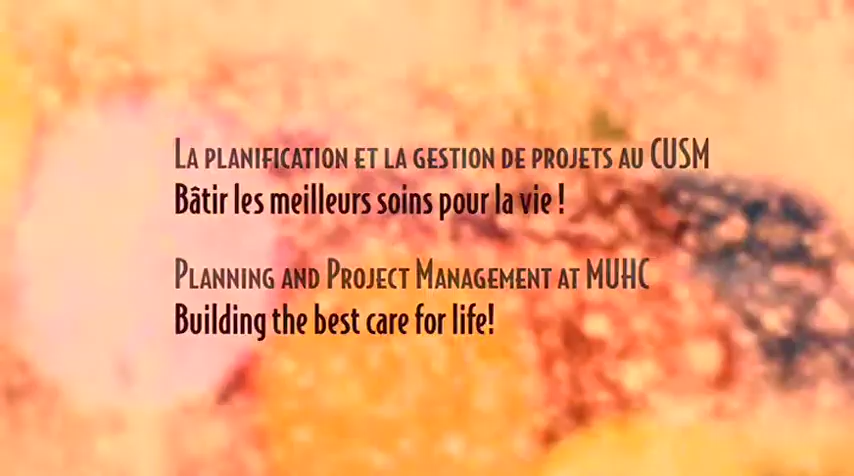 La planification et la gestion de projets au CUSM
Bâtir les meilleurs soins pour la vie !
Planning and Project Management at MUHC
Building the best care for life!